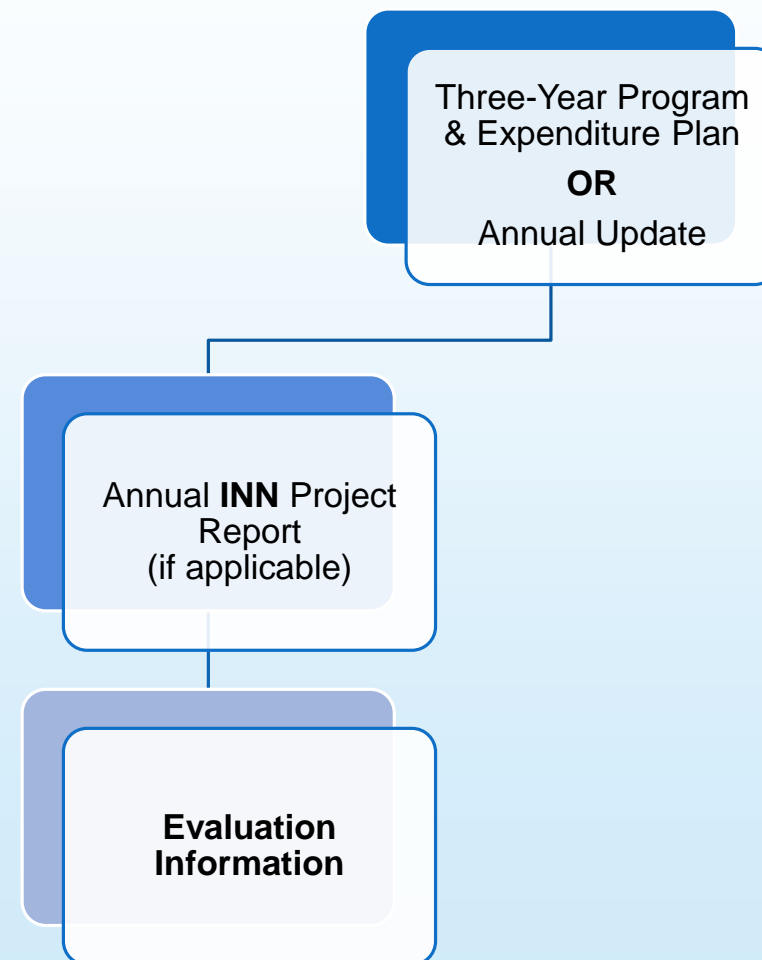 Three-Year Program
& Expenditure Plan
OR
Annual Update
Annual INN Project
Report
(if applicable)
Evaluation
Information